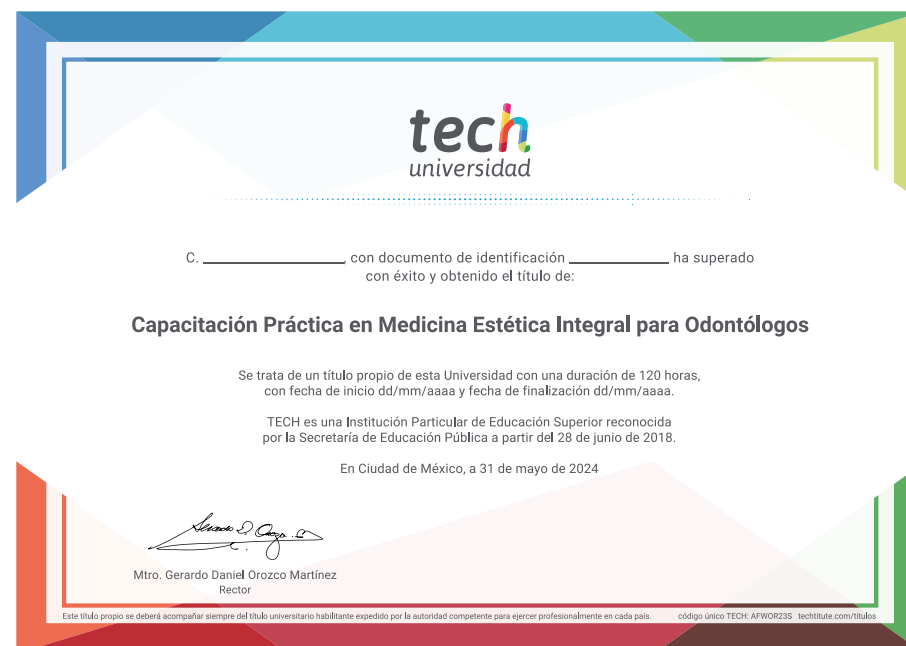 tech
universidad
C. ____________, con documento de identificación ____________ ha superado
con éxito y obtenido el título de:
Capacitación Práctica en Medicina Estética Integral para Odontólogos
Se trata de un título propio de esta Universidad con una duración de 120 horas,
con fecha de inicio dd/mm/aaaa y fecha de finalización dd/mm/aaaa.
TECH es una Institución Particular de Educación Superior reconocida
por la Secretaría de Educación Pública a partir del 28 de junio de 2018.
En Ciudad de México, a 31 de mayo de 2024
Mtro. Gerardo Daniel Orozco Martínez
Rector
Este título propio se deberá acompañar siempre del título universitario habilitante expedido por la autoridad competente para ejercer profesionalmente en cada país. código único TECH: AFWOR23S techtitute.com/titulos